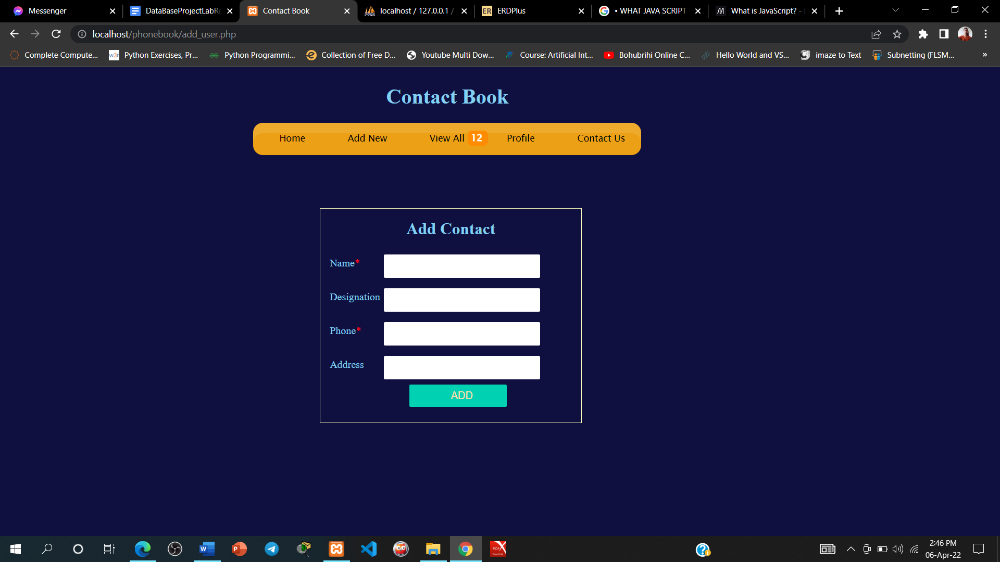 Messenger
DataBaseProjectLabRe
Contact Book
localhost / 127.0.0.1 /
ERDPlus
• WHAT JAVA SCRIPT
What is JavaScript? -
localhost/phonebook/add_user.php
Complete Compute...
Python Exercises, Pr...
Python Programmi...
Collection of Free D...
Youtube Multi Dow...
Course: Artificial Int...
Bohubrihi Online C...
Hello World and VS...
imaze to Text
Subnetting (FLSM...
»
Contact Book
Home
Add New
View All 12
Profile
Contact Us
Add Contact
Name*
Designation
Phone*
Address
ADD
2:46 PM
06-Apr-22